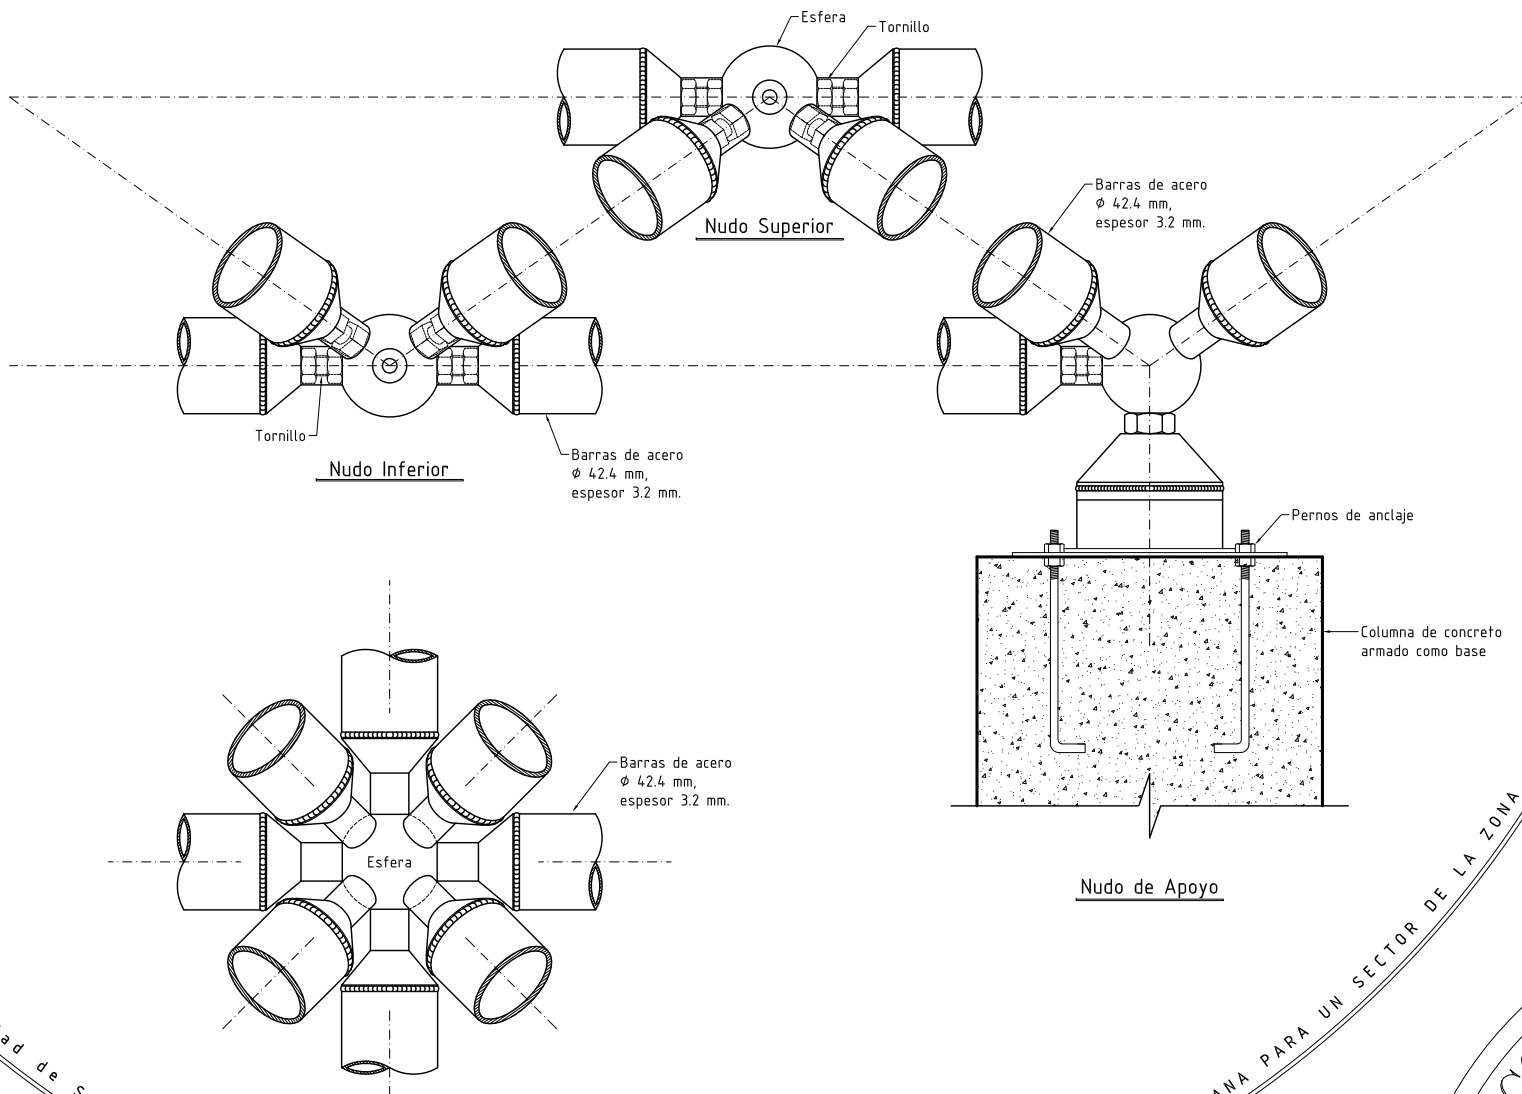 Esfera
Tornillo
Nudo Superior
Barras de acero
φ 42.4 mm,
espesor 3.2 mm.
Tornillo
Nudo Inferior
Barras de acero
φ 42.4 mm,
espesor 3.2 mm.
Pernos de anclaje
Columna de concreto
armado como base
Nudo de Apoyo
Barras de acero
φ 42.4 mm,
espesor 3.2 mm.
Esfera
PARA UN SECTOR DE LA ZONA
de